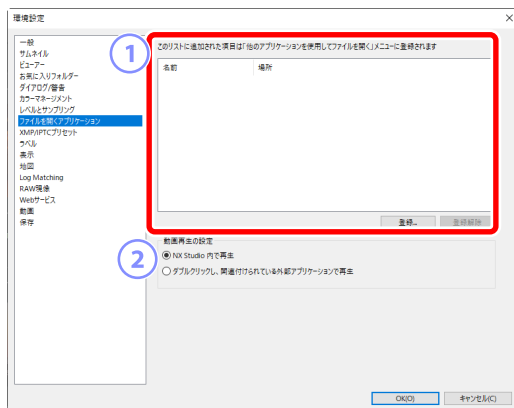 環境設定
一般
サムネイル
ビューアー
お気に入りフォルダー
ダイアログ/警告
カラーマネージメント
レベルとサンプリング
ファイルを開くアプリケーション
XMP/IPTCプリセット
ラベル
表示
地図
Log Matching
RAW現像
Webサービス
動画
保存
1
このリストに追加された項目は「他のアプリケーションを使用してファイルを開く」メニューに登録されます
名前 場所
登録... 登録解除
2
動画再生の設定
NX Studio 内で再生
ダブルクリックし、関連付けられている外部アプリケーションで再生
OK(O) キャンセル(C)